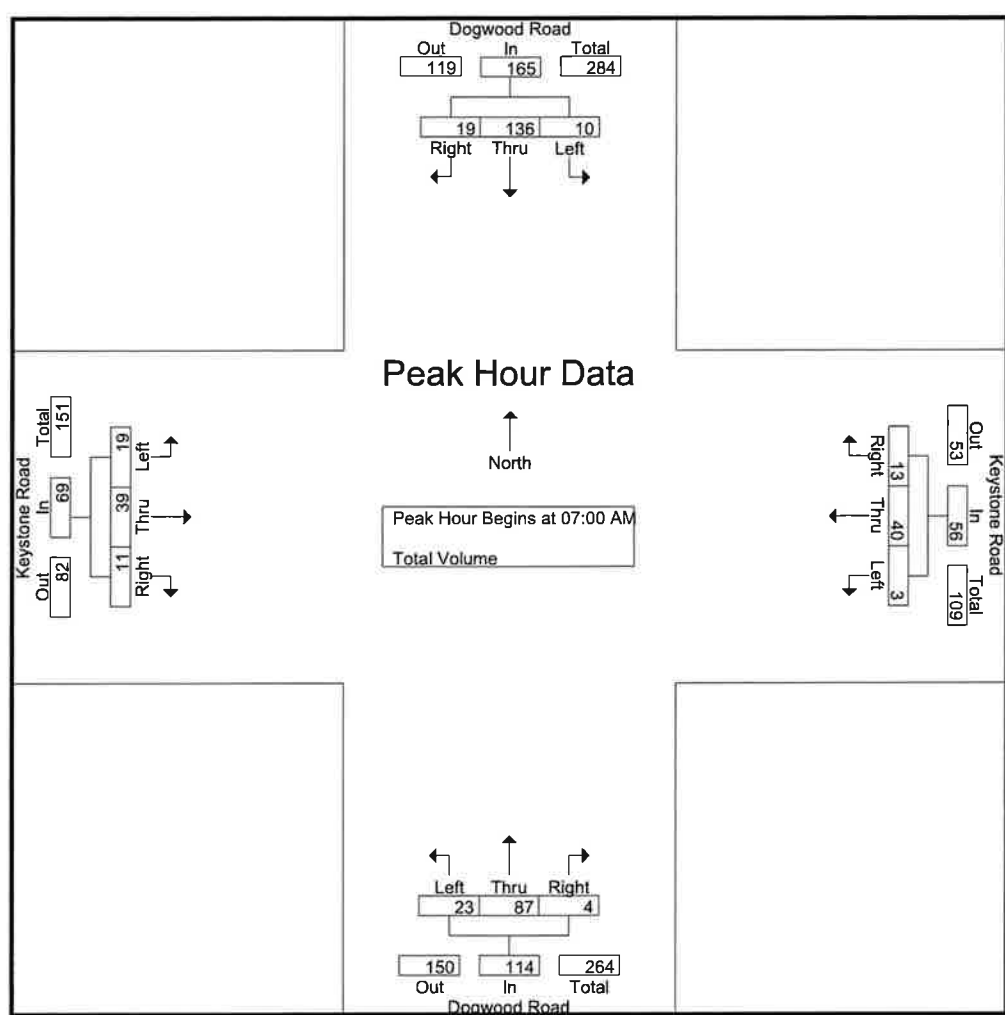 Dogwood Road
Out In Total
119 165 284
19 136 10
Right Thru Left
Peak Hour Data
North
Peak Hour Begins at 07:00 AM
Total Volume
Keystone Road
Total
151
In
69
Out
82
19
39
11
Left
Thru
Right
Right
Thru
Left
13
40
3
Out
53
In
56
Total
109
Keystone Road
Left Thru Right
23 87 4
150 114 264
Out In Total
Dogwood Road